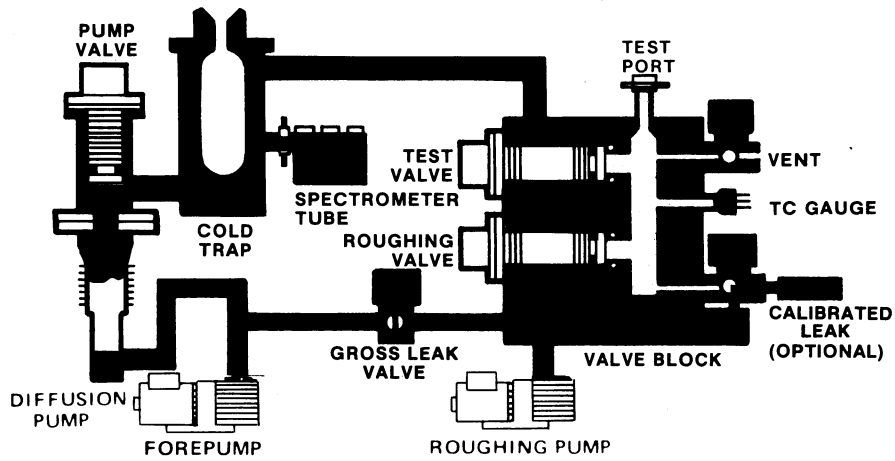 PUMP
VALVE
TEST
PORT
TEST
VALVE
VENT
SPECTROMETER
TUBE
TC GAUGE
COLD
TRAP
ROUGHING
VALVE
CALIBRATED
LEAK
(OPTIONAL)
GROSS LEAK
VALVE
VALVE BLOCK
DIFFUSION
PUMP
FOREPUMP
ROUGHING PUMP